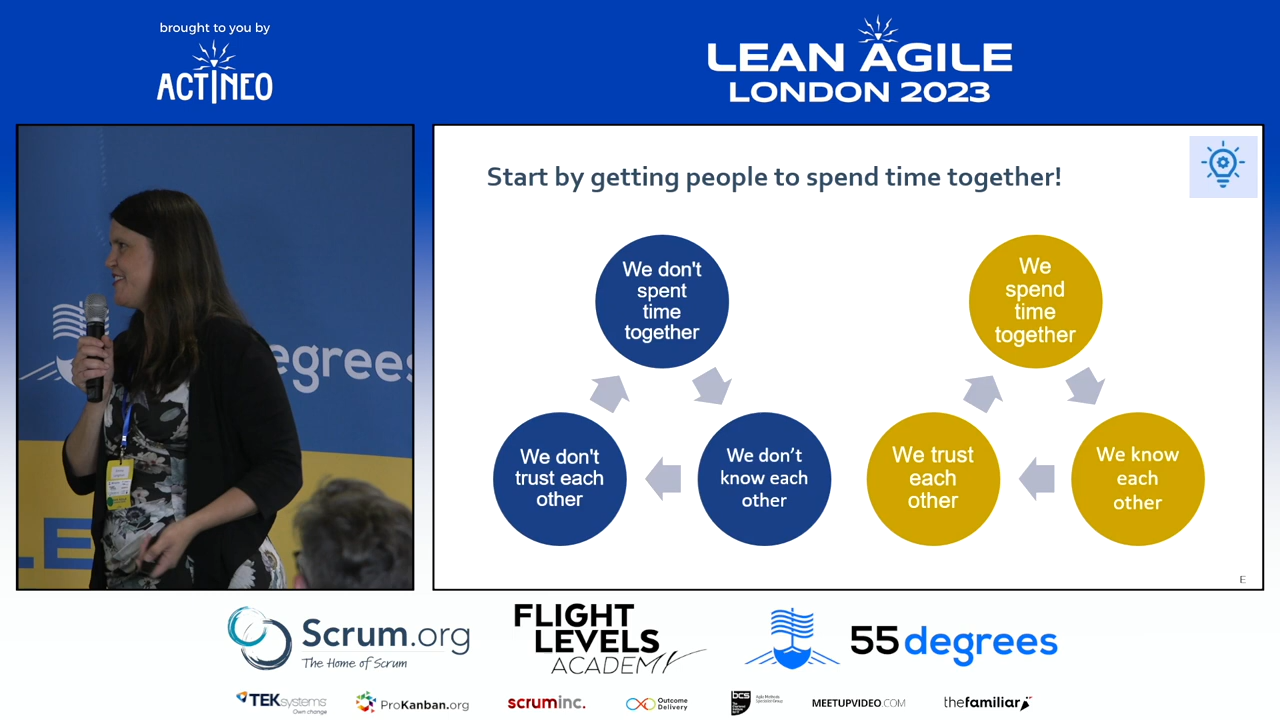 brought to you by
ACTINEO
LEAN AGILE
LONDON 2023
egrees
LE
Start by getting people to spend time together!
We don't
spent
time
together
We don't
trust each
other
We don't
know each
other
We
spend
time
together
We trust
each
other
We know
each
other
E
Scrum.org
The Home of Scrum
FLIGHT
LEVELS
ACADEMY
55degrees
TEKsystems
Own change
ProKanban.org
scruminc.
Outcome
Delivery
bcs
MEETUPVIDEO.COM
thefamiliar